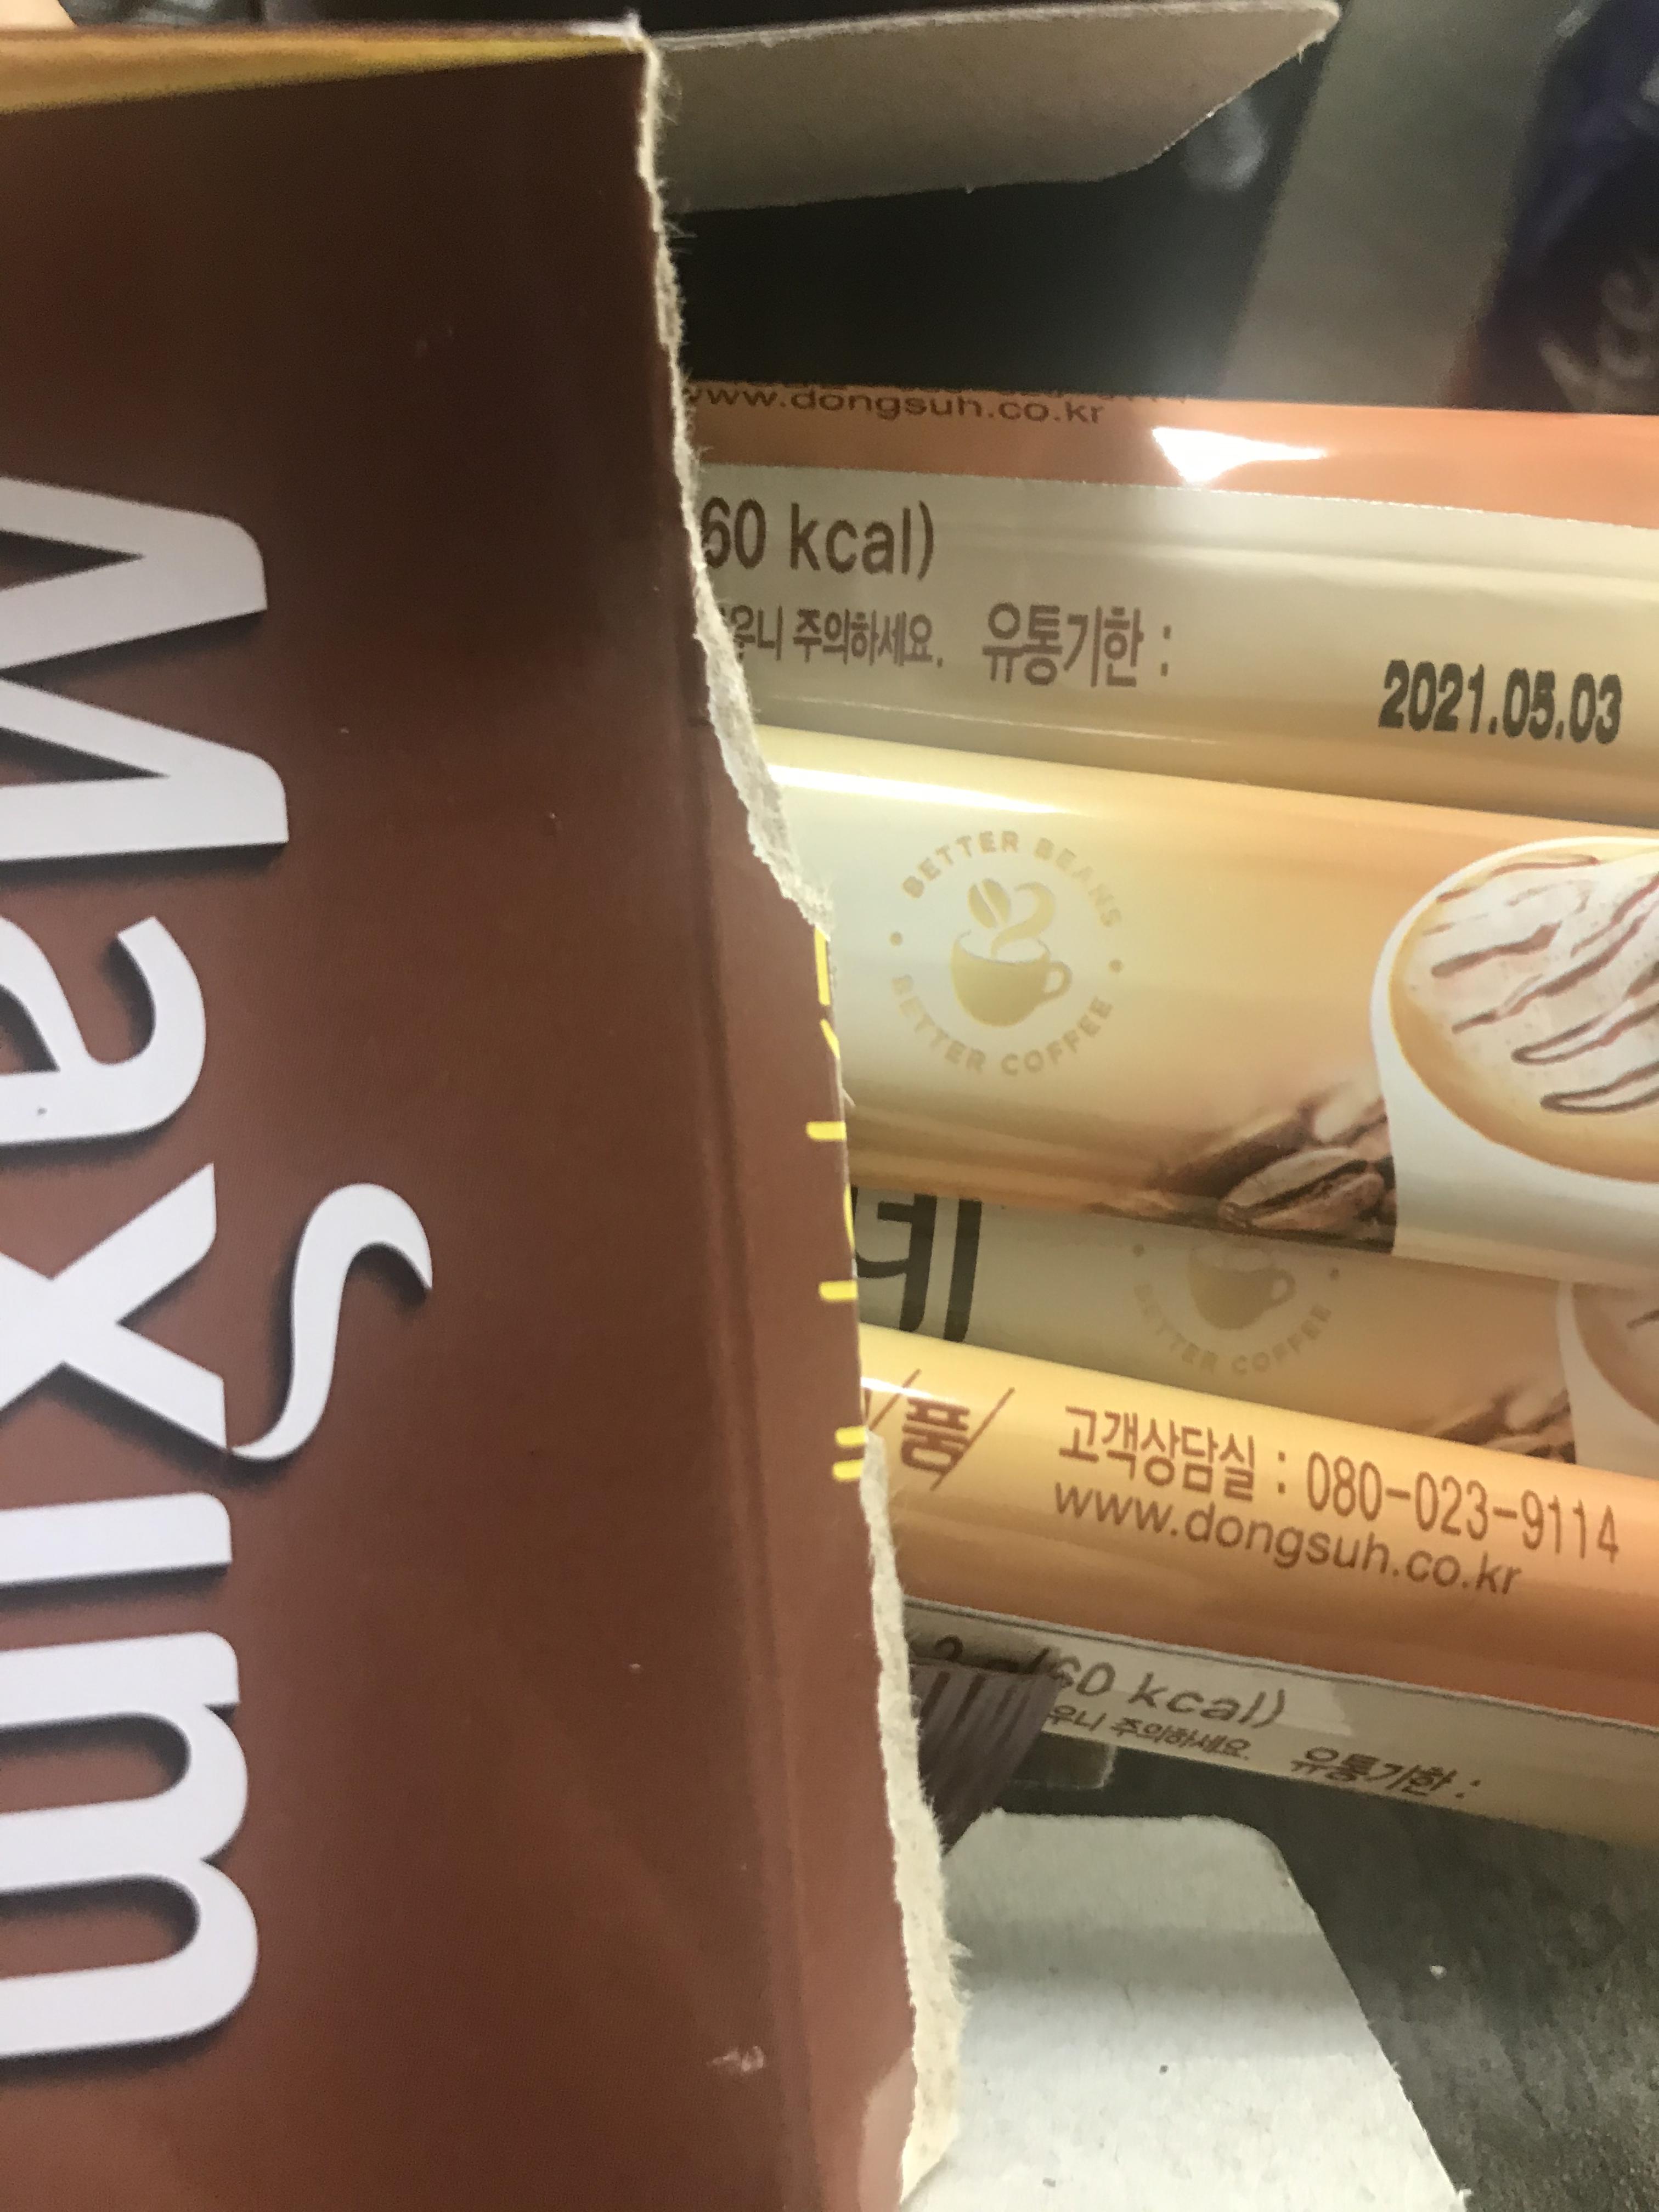 Maxim
www.dongsuh.co.kr
60 kcal)
우니 주의하세요. 유통기한 :
2021.05.03
BETTER BEANS
BETTER COFFEE
BETTER COFFEE
품
고객상담실 : 080-023-9114
www.dongsuh.co.kr
(60 kcal)
우니 주의하세요. 유통기한 :